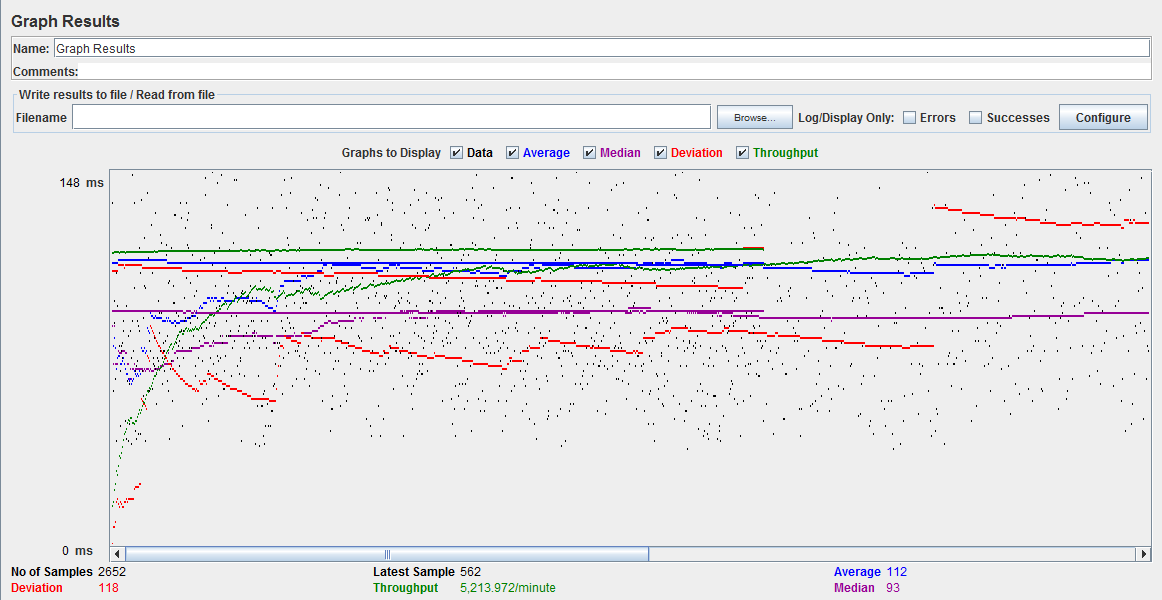 Graph Results
Name: Graph Results
Comments:
Write results to file / Read from file
Filename Browse... Log/Display Only: Errors Successes Configure
Graphs to Display Data Average Median Deviation Throughput
148 ms
0 ms
No of Samples 2652 Latest Sample 562 Average 112
Deviation 118 Throughput 5,213.972/minute Median 93